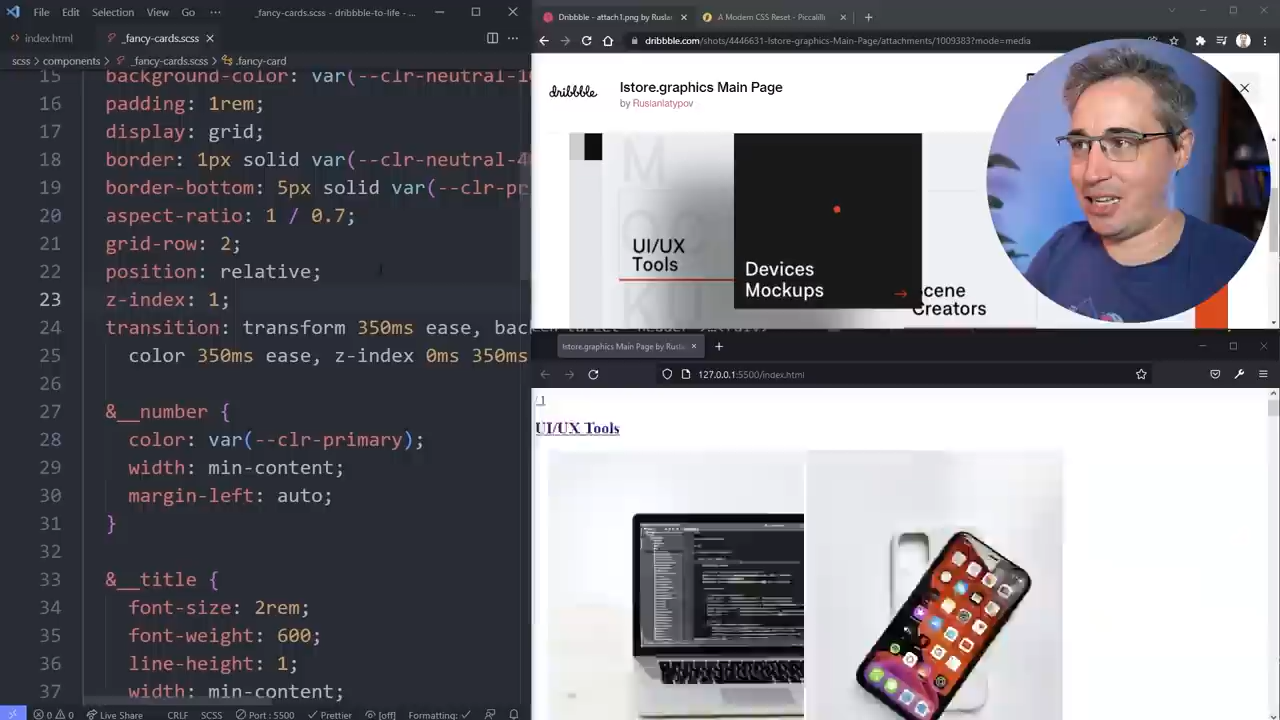 File Edit Selection View Go ··· _fancy-cards.scss - dribbble-to-life -...
index.html _fancy-cards.scss
scss > components > _fancy-cards.scss > .fancy-card
15 background-color: var(--clr-neutral-10
16 padding: 1rem;
17 display: grid;
18 border: 1px solid var(--clr-neutral-4
19 border-bottom: 5px solid var(--clr-pr
20 aspect-ratio: 1 / 0.7;
21 grid-row: 2;
22 position: relative;
23 z-index: 1;
24 transition: transform 350ms ease, bac
25 color 350ms ease, z-index 0ms 350ms
26
27 &__number {
28 color: var(--clr-primary);
29 width: min-content;
30 margin-left: auto;
31 }
32
33 &__title {
34 font-size: 2rem;
35 font-weight: 600;
36 line-height: 1;
37 width: min-content;
0 0 Live Share CRLF SCSS Port : 5500 Prettier [off] Formatting:
Dribbble - attach1.png by Rusla A Modern CSS Reset - Piccalilli
dribbble.com/shots/4446631-Istore-graphics-Main-Page/attachments/1009383?mode=media
dribbble
Istore.graphics Main Page
by Ruslanlatypov
UI/UX
Tools
Devices
Mockups
Scene
Creators
Istore.graphics Main Page by Rusla
127.0.0.1:5500/index.html
/ 1
UI/UX Tools